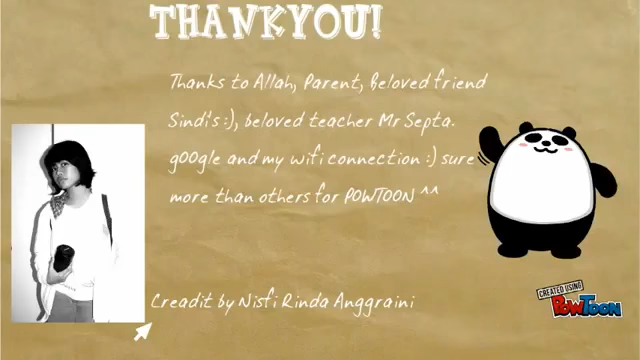 THANKYOU!
Thanks to Allah, Parent, Beloved friend
Sindi's :), beloved teacher Mr Septa.
g00gle and my wifi connection :) sure
more than others for POWTOON ^^
Creadit by Nisfi Rinda Anggraini
CREATED USING
POWTOON